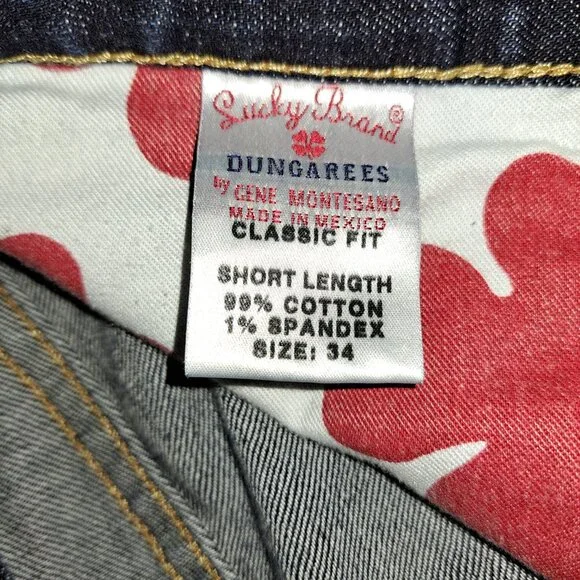 Lucky Brand ®
DUNGAREES
by GENE MONTESANO
MADE IN MEXICO
CLASSIC FIT
SHORT LENGTH
99% COTTON
1% SPANDEX
SIZE: 34